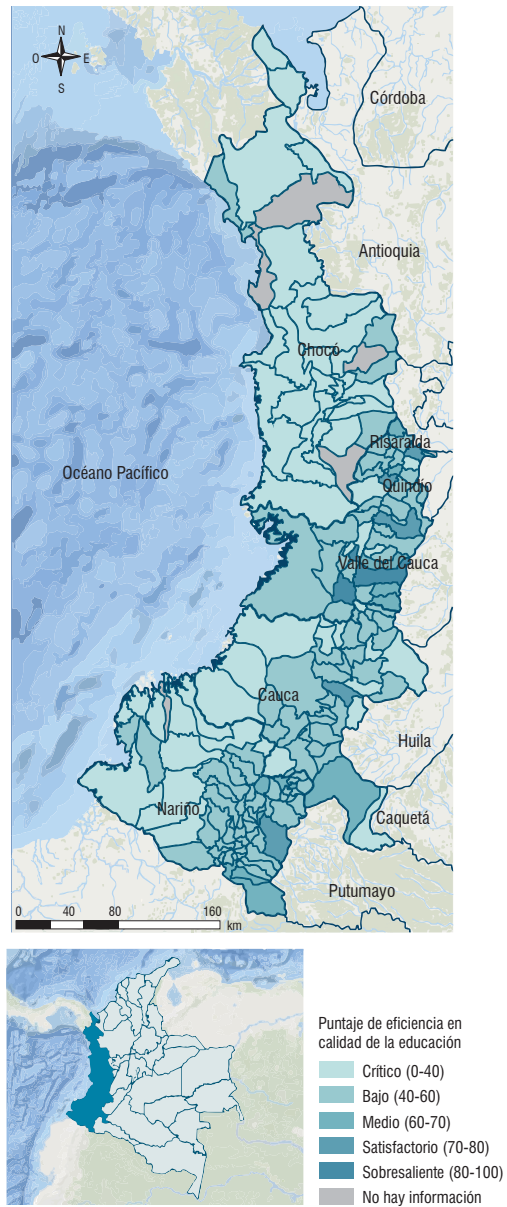 N
O E
S
Córdoba
Antioquia
Chocó
Risaralda
Océano Pacífico
Quindío
Valle del Cauca
Cauca
Huila
Nariño
Caquetá
Putumayo
0 40 80 160
km
Puntaje de eficiencia en
calidad de la educación
Crítico (0-40)
Bajo (40-60)
Medio (60-70)
Satisfactorio (70-80)
Sobresaliente (80-100)
No hay información